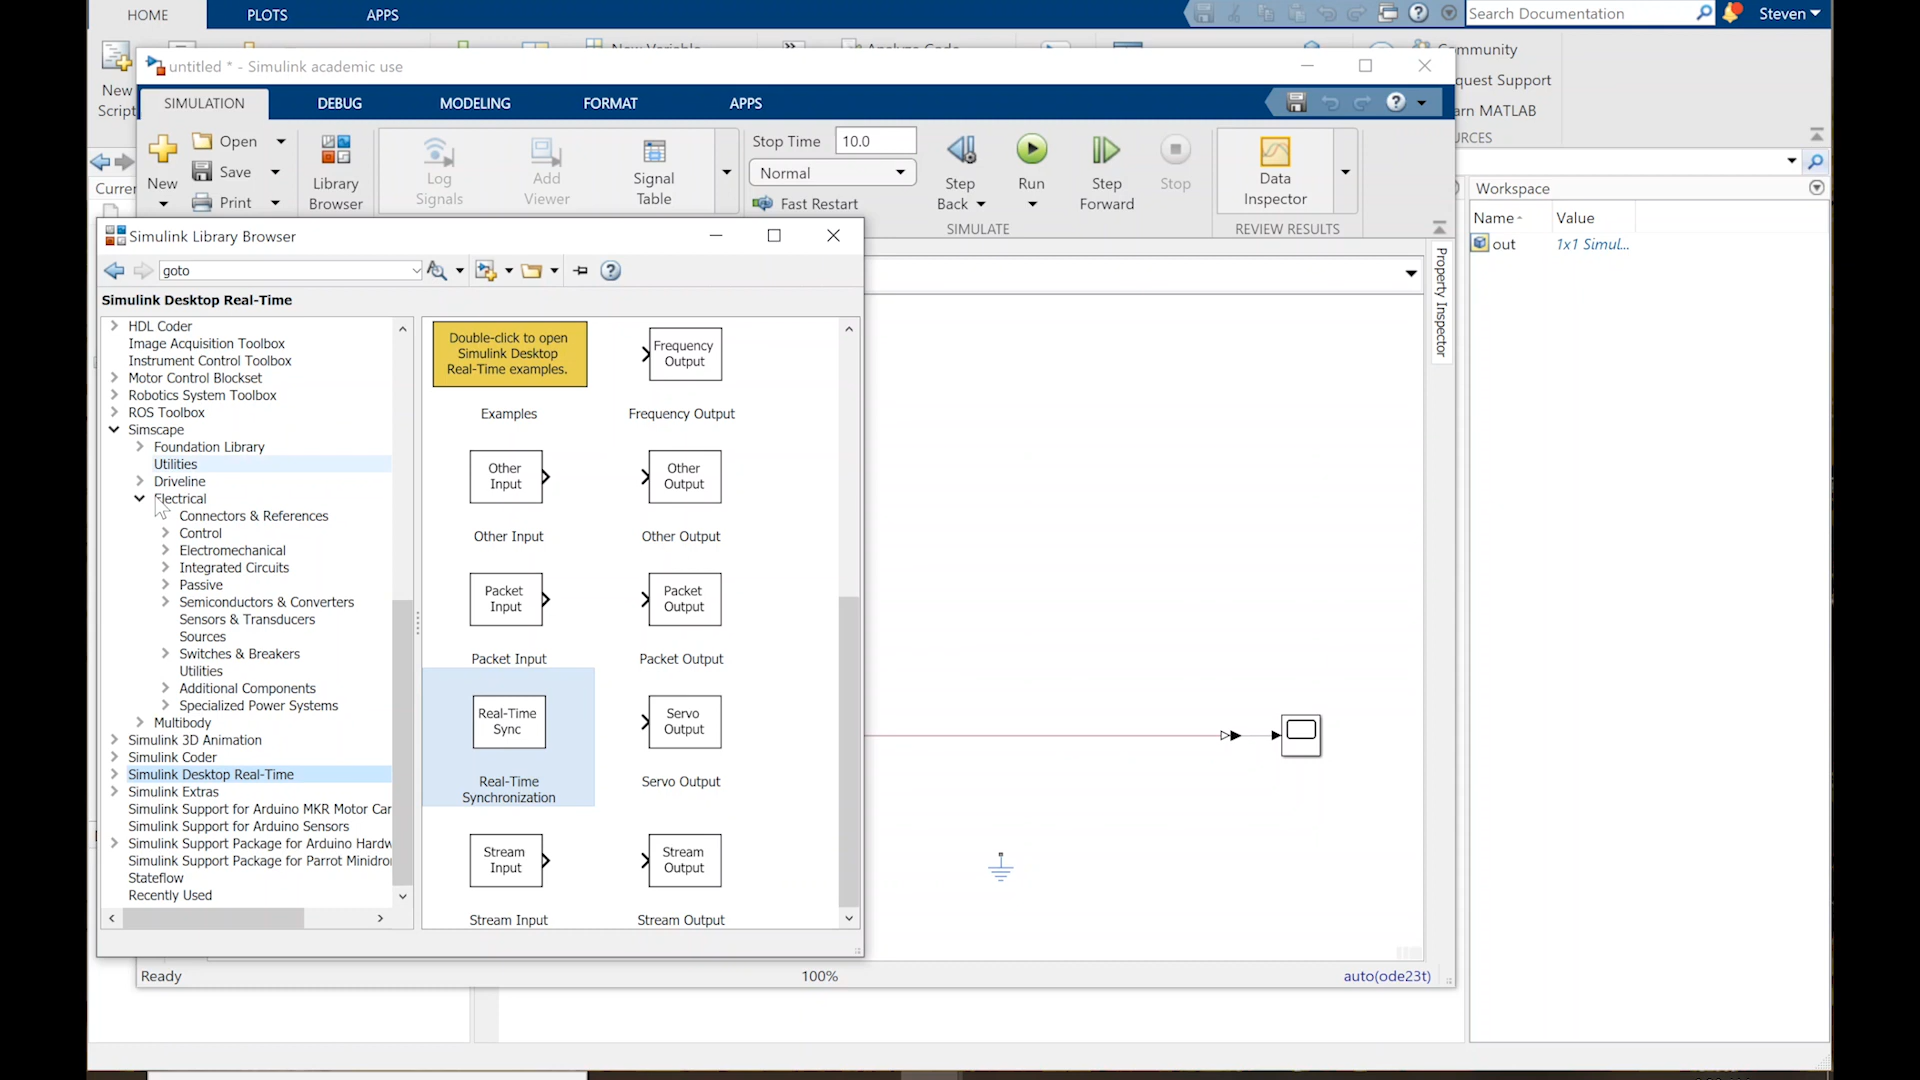 HOME
PLOTS
APPS
Search Documentation
Steven
New
Script
New Variable
Analyze Code
Community
quest Support
arn MATLAB
URCES
untitled * - Simulink academic use
SIMULATION
DEBUG
MODELING
FORMAT
APPS
New
Open
Save
Print
Library
Browser
Log
Signals
Add
Viewer
Signal
Table
Stop Time
10.0
Normal
Fast Restart
Step
Back
Run
Step
Forward
Stop
SIMULATE
Data
Inspector
REVIEW RESULTS
Property Inspector
Currer
Workspace
Name
Value
out
1x1 Simul...
Simulink Library Browser
goto
Simulink Desktop Real-Time
HDL Coder
Image Acquisition Toolbox
Instrument Control Toolbox
Motor Control Blockset
Robotics System Toolbox
ROS Toolbox
Simscape
Foundation Library
Utilities
Driveline
Electrical
Connectors & References
Control
Electromechanical
Integrated Circuits
Passive
Semiconductors & Converters
Sensors & Transducers
Sources
Switches & Breakers
Utilities
Additional Components
Specialized Power Systems
Multibody
Simulink 3D Animation
Simulink Coder
Simulink Desktop Real-Time
Simulink Extras
Simulink Support for Arduino MKR Motor Car
Simulink Support for Arduino Sensors
Simulink Support Package for Arduino Hardw
Simulink Support Package for Parrot Minidro
Stateflow
Recently Used
Double-click to open
Simulink Desktop
Real-Time examples.
Examples
Frequency
Output
Frequency Output
Other
Input
Other Input
Other
Output
Other Output
Packet
Input
Packet Input
Packet
Output
Packet Output
Real-Time
Sync
Real-Time
Synchronization
Servo
Output
Servo Output
Stream
Input
Stream Input
Stream
Output
Stream Output
Ready
100%
auto(ode23t)